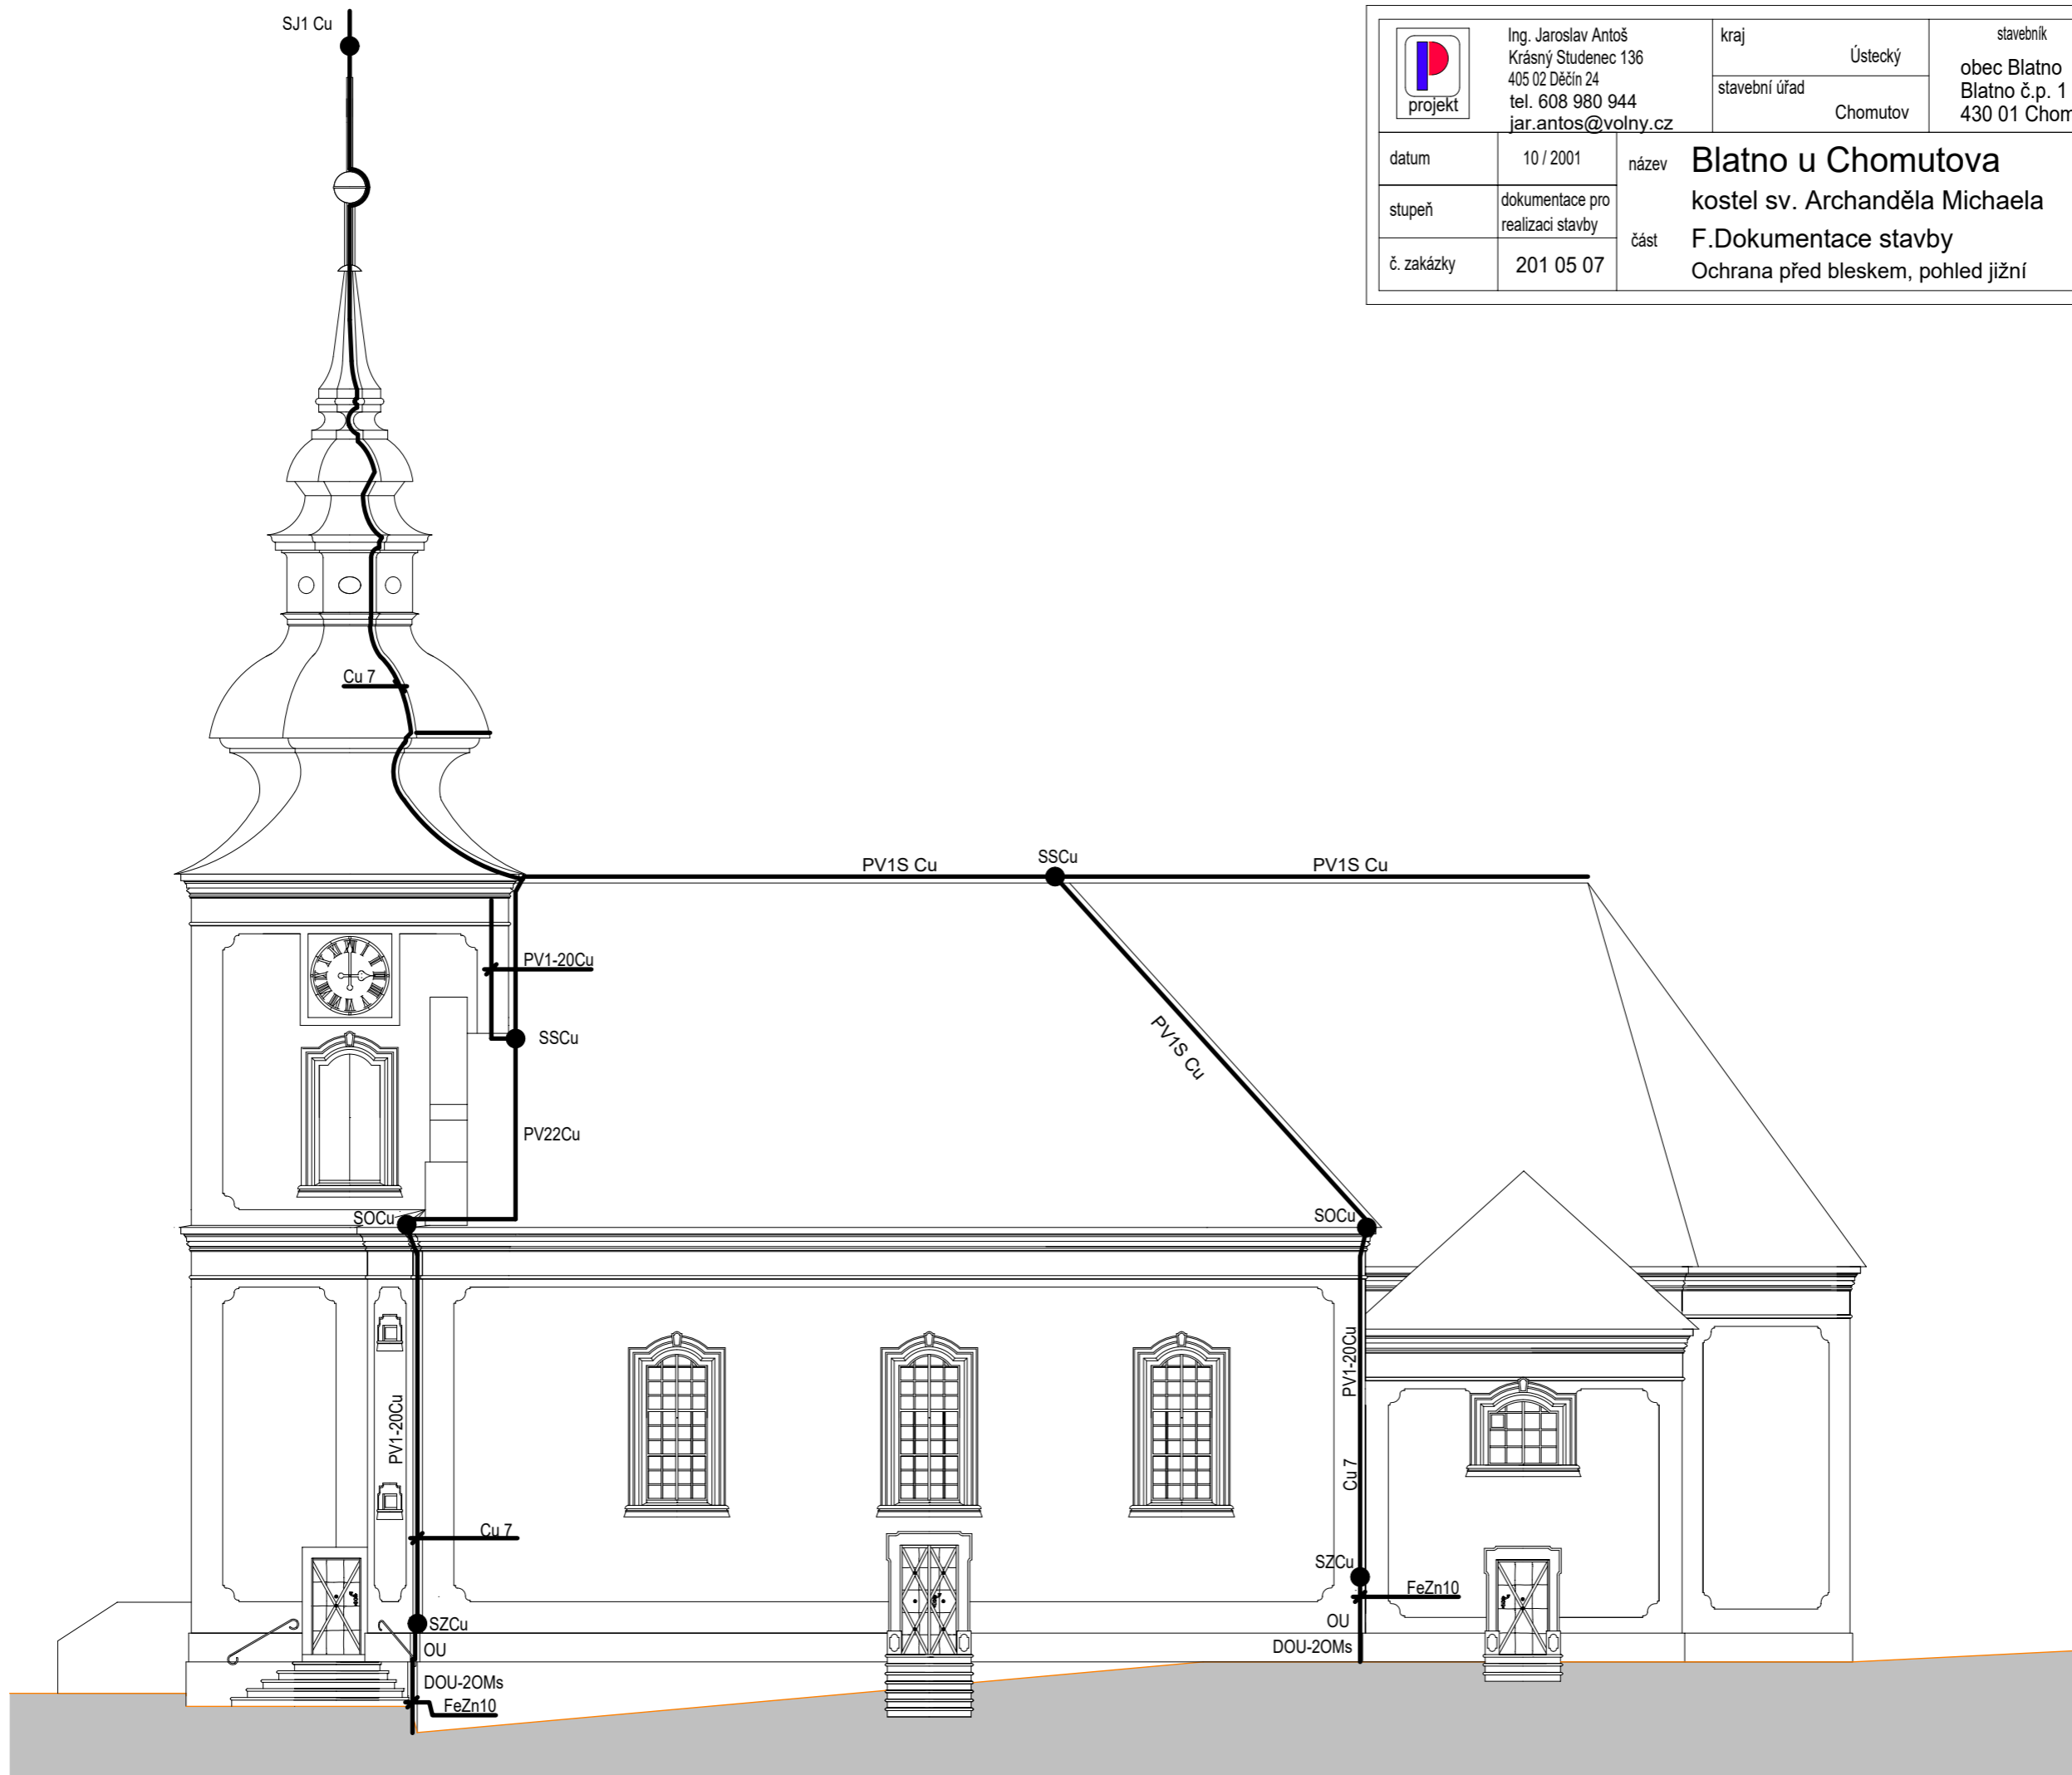 SJ1 Cu
projekt
Ing. Jaroslav Antoš
Krásný Studenec 136
405 02 Děčín 24
tel. 608 980 944
jar.antos@volny.cz
kraj
Ústecký
stavební úřad
Chomutov
stavebník
obec Blatno
Blatno č.p. 1
430 01 Chom
datum
10 / 2001
stupeň
dokumentace pro
realizaci stavby
č. zakázky
201 05 07
název
Blatno u Chomutova
kostel sv. Archanděla Michaela
část
F.Dokumentace stavby
Ochrana před bleskem, pohled jižní
Cu 7
PV1S Cu
SSCu
PV1S Cu
PV1-20Cu
SSCu
PV1S Cu
PV22Cu
SOCu
SOCu
PV1-20Cu
PV1-20Cu
Cu 7
Cu 7
SZCu
FeZn10
SZCu
OU
OU
DOU-2OMs
DOU-2OMs
FeZn10